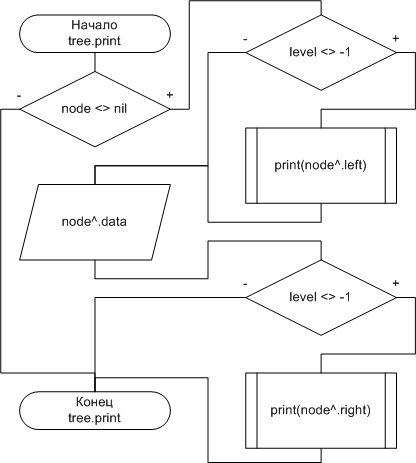 Начало
tree.print
-
node <> nil
+
-
level <> -1
+
print(node^.left)
node^.data
-
level <> -1
+
print(node^.right)
Конец
tree.print